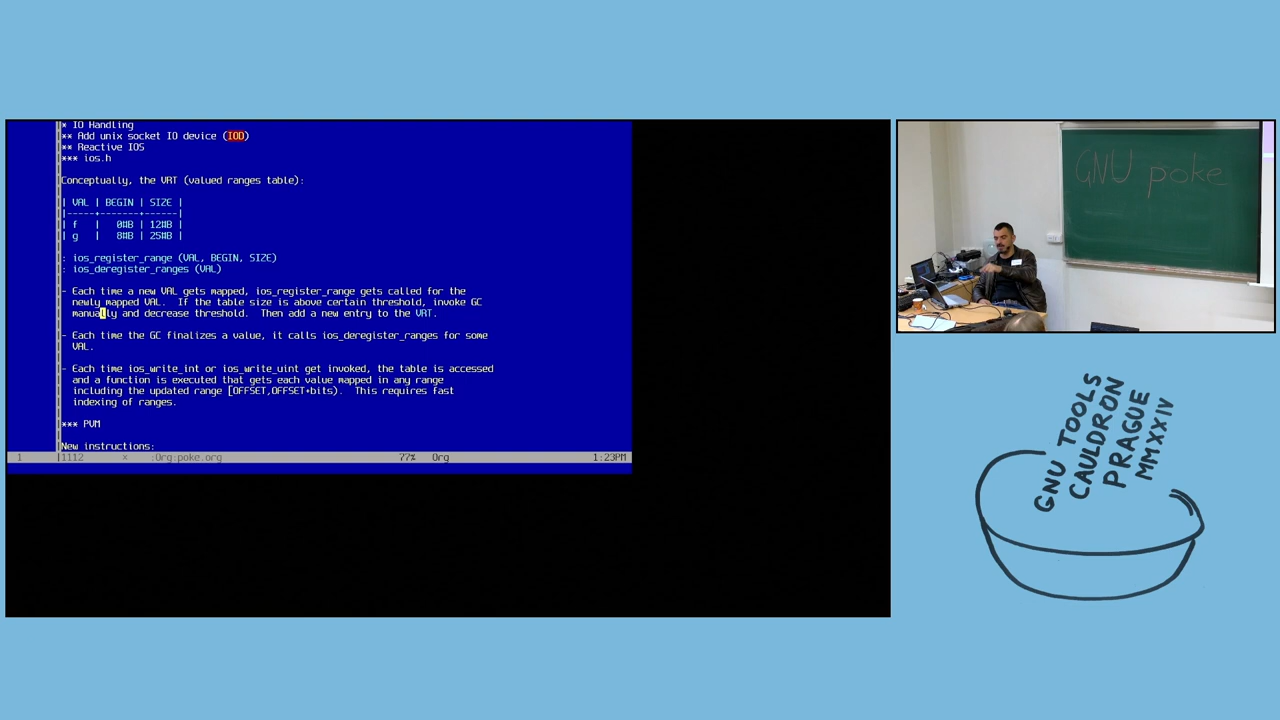 * IO Handling
** Add unix socket IO device (IOD)
** Reactive IOS
*** ios.h
Conceptually, the VRT (valued ranges table):
| VAL | BEGIN | SIZE |
|-----+-------+------|
| f | 0#B | 12#B |
| g | 8#B | 25#B |
: ios_register_range (VAL, BEGIN, SIZE)
: ios_deregister_ranges (VAL)
- Each time a new VAL gets mapped, ios_register_range gets called for the
newly mapped VAL. If the table size is above certain threshold, invoke GC
manually and decrease threshold. Then add a new entry to the VRT.
- Each time the GC finalizes a value, it calls ios_deregister_ranges for some
VAL.
- Each time ios_write_int or ios_write_uint get invoked, the table is accessed
and a function is executed that gets each value mapped in any range
including the updated range [OFFSET,OFFSET+bits). This requires fast
indexing of ranges.
*** PVM
New instructions:
1 1112 × :Org:poke.org 77% Org 1:23PM
GNU poke
GNU TOOLS
CAULDRON
PRAGUE
MMXXIV